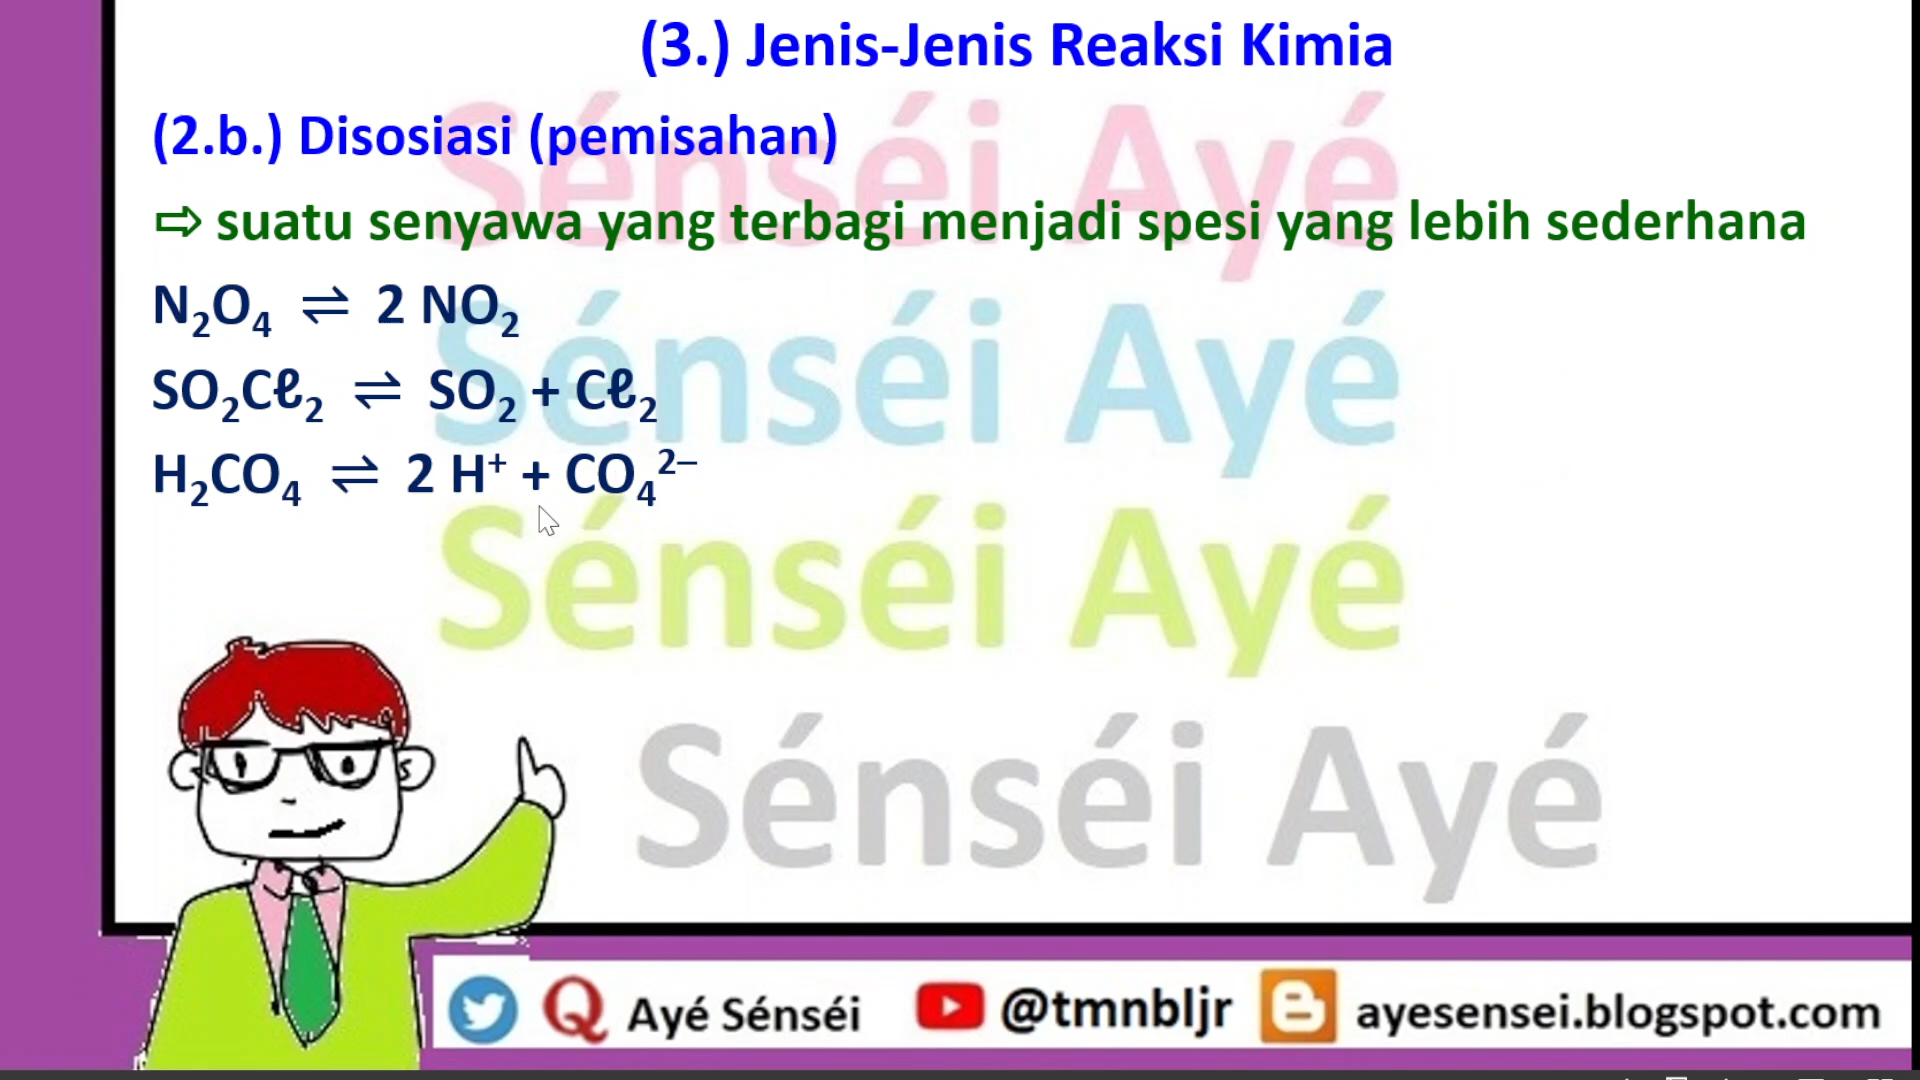 (3.) Jenis-Jenis Reaksi Kimia
(2.b.) Disosiasi (pemisahan)
⇨ suatu senyawa yang terbagi menjadi spesi yang lebih sederhana
N₂O₄ ⇌ 2 NO₂
SO₂Cℓ₂ ⇌ SO₂ + Cℓ₂
H₂CO₄ ⇌ 2 H⁺ + CO₄²⁻
Sénséi Ayé
Sénséi Ayé
Sénséi Ayé
Sénséi Ayé
Ayé Sénséi @tmnbljr ayesensei.blogspot.com